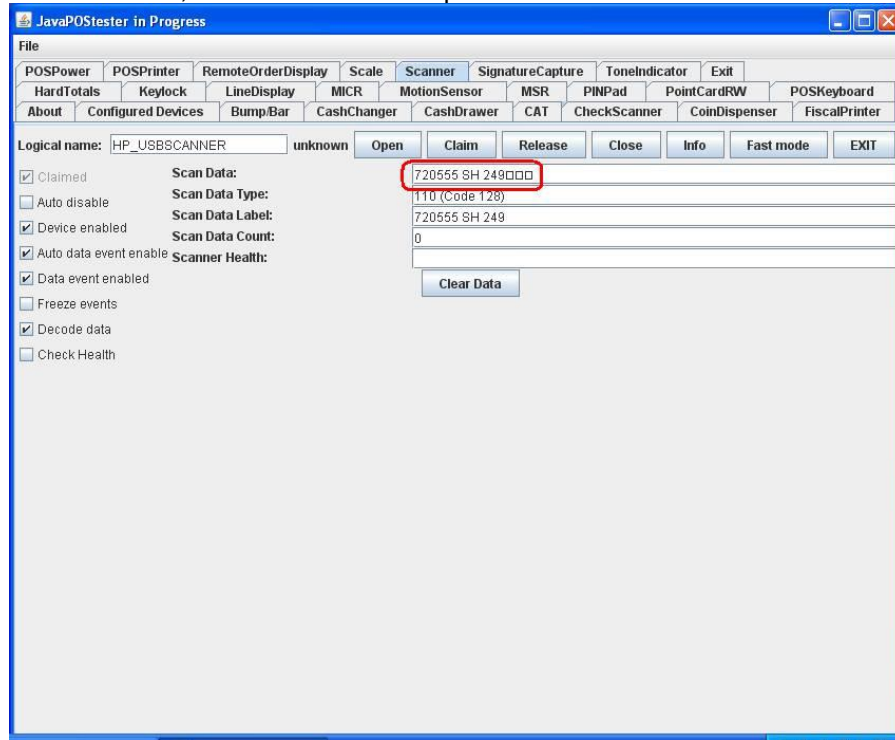 JavaPOStester in Progress
File
POSPower POSPrinter RemoteOrderDisplay Scale Scanner SignatureCapture ToneIndicator Exit
HardTotals Keylock LineDisplay MICR MotionSensor MSR PINPad PointCardRW POSKeyboard
About Configured Devices Bump/Bar CashChanger CashDrawer CAT CheckScanner CoinDispenser FiscalPrinter
Logical name: HP_USBSCANNER unknown Open Claim Release Close Info Fast mode EXIT
Claimed Scan Data: 720555 SH 249□□□
Auto disable Scan Data Type: 110 (Code 128)
Device enabled Scan Data Label: 720555 SH 249
Scan Data Count: 0
Auto data event enable Scanner Health:
Data event enabled Clear Data
Freeze events
Decode data
Check Health